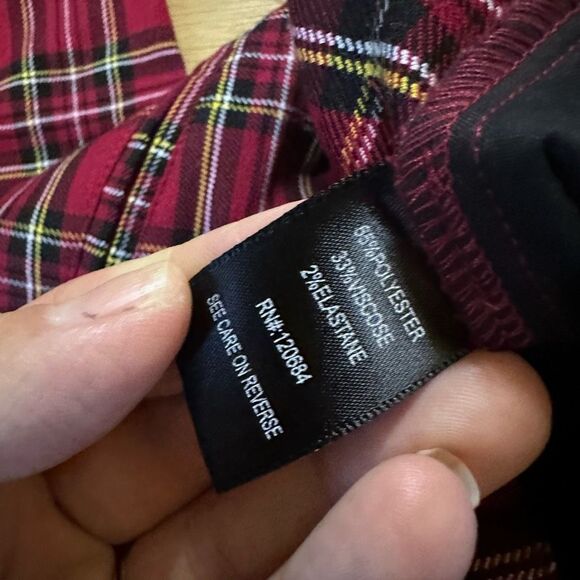 65%POLYESTER
33%VISCOSE
2%ELASTANE
RN#:120684
SEE CARE ON REVERSE